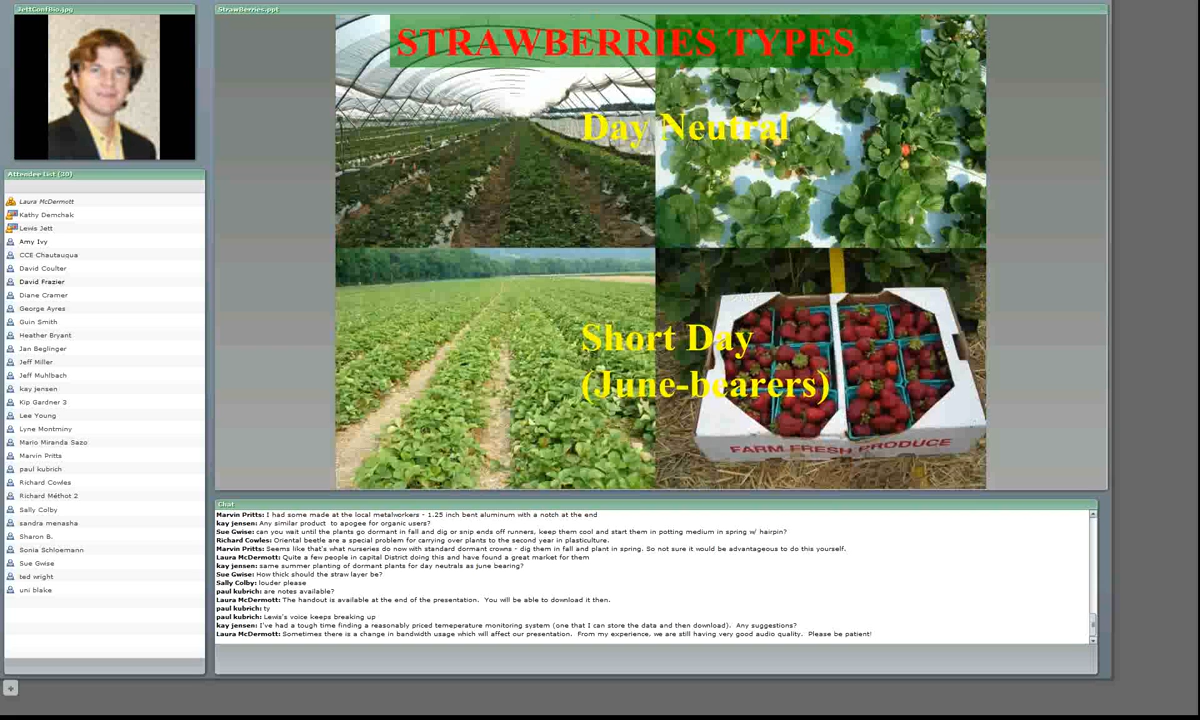 JettConfBio.jpg
StrawBerries.ppt
STRAWBERRIES TYPES
Day Neutral
Short Day
(June-bearers)
FARM FRESH PRODUCE
Attendee List (30)
Laura McDermott
Kathy Demchak
Lewis Jett
Amy Ivy
CCE Chautauqua
David Coulter
David Frazier
Diane Cramer
George Ayres
Guin Smith
Heather Bryant
Jan Beglinger
Jeff Miller
Jeff Muhlbach
kay jensen
Kip Gardner 3
Lee Young
Lyne Montminy
Mario Miranda Sazo
Marvin Pritts
paul kubrich
Richard Cowles
Richard Méthot 2
Sally Colby
sandra menasha
Sharon B.
Sonia Schloemann
Sue Gwise
ted wright
uni blake
Chat
Marvin Pritts: I had some made at the local metalworkers - 1.25 inch bent aluminum with a notch at the end
kay jensen: Any similar product to apogee for organic users?
Sue Gwise: can you wait until the plants go dormant in fall and dig or snip ends off runners, keep them cool and start them in potting medium in spring w/ hairpin?
Richard Cowles: Oriental beetle are a special problem for carrying over plants to the second year in plasticulture.
Marvin Pritts: Seems like that's what nurseries do now with standard dormant crowns - dig them in fall and plant in spring. So not sure it would be advantageous to do this yourself.
Laura McDermott: Quite a few people in capital District doing this and have found a great market for them
kay jensen: same summer planting of dormant plants for day neutrals as june bearing?
Sue Gwise: How thick should the straw layer be?
Sally Colby: louder please
paul kubrich: are notes available?
Laura McDermott: The handout is available at the end of the presentation. You will be able to download it then.
paul kubrich: ty
paul kubrich: Lewis's voice keeps breaking up
kay jensen: I've had a tough time finding a reasonably priced temeperature monitoring system (one that I can store the data and then download). Any suggestions?
Laura McDermott: Sometimes there is a change in bandwidth usage which will affect our presentation. From my experience, we are still having very good audio quality. Please be patient!